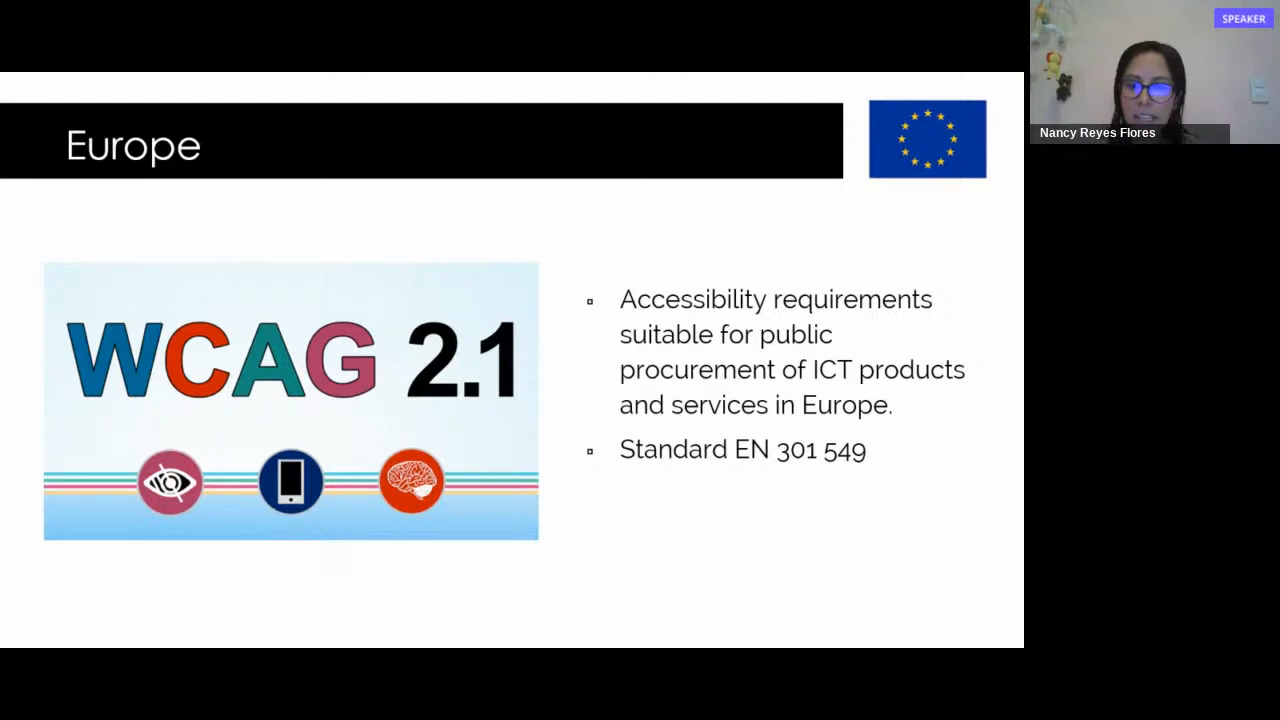 SPEAKER
Nancy Reyes Flores
Europe
WCAG 2.1
▫ Accessibility requirements
suitable for public
procurement of ICT products
and services in Europe.
▫ Standard EN 301 549